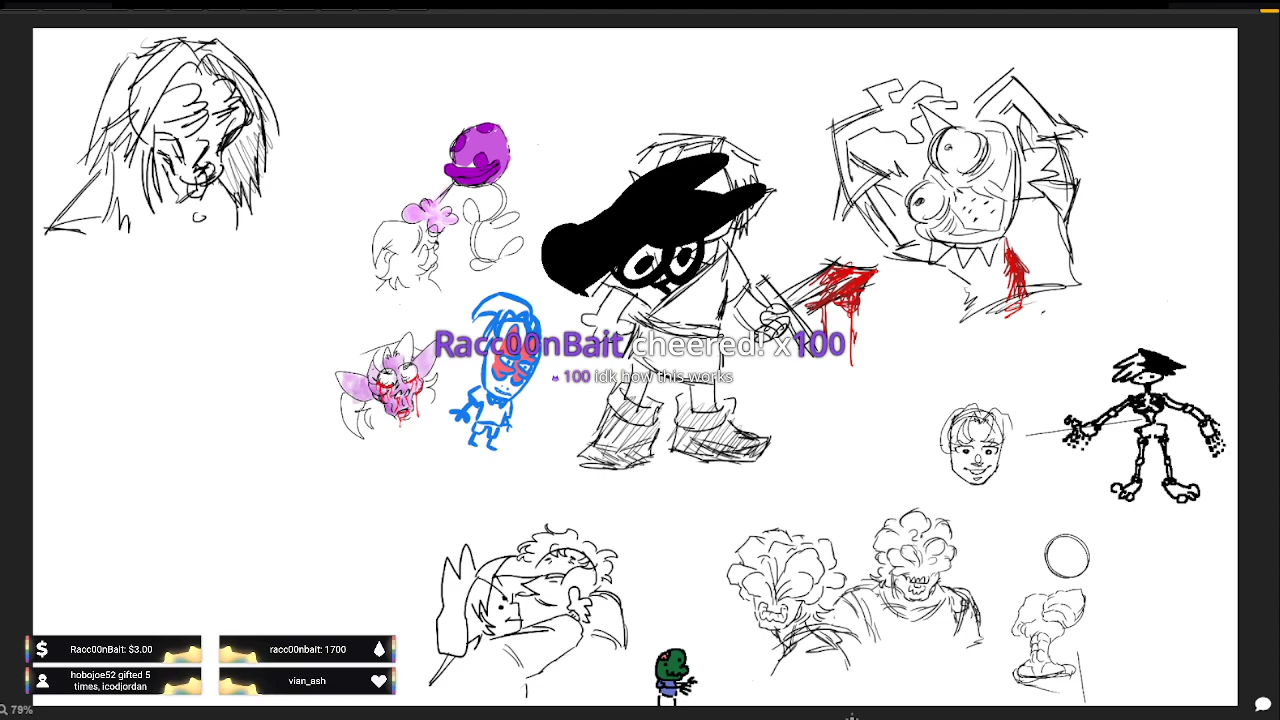 Racc00nBait cheered! x100
100 idk how this works
$ Racc00nBait: $3.00
racc00nbait: 1700
hobojoe52 gifted 5
times, icodjordan
vian_ash
79%